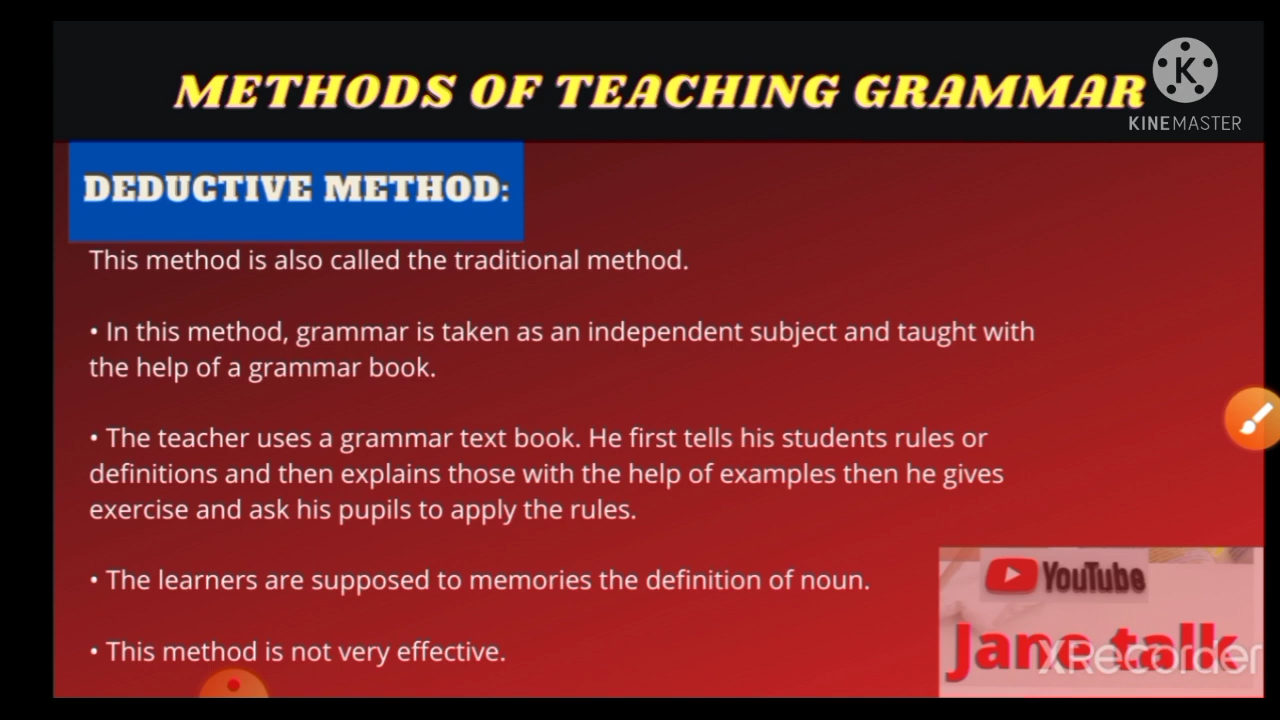 METHODS OF TEACHING GRAMMAR
K
KINEMASTER
DEDUCTIVE METHOD:
This method is also called the traditional method.
• In this method, grammar is taken as an independent subject and taught with
the help of a grammar book.
• The teacher uses a grammar text book. He first tells his students rules or
definitions and then explains those with the help of examples then he gives
exercise and ask his pupils to apply the rules.
• The learners are supposed to memories the definition of noun.
• This method is not very effective.
YouTube
Jane talk
XRecorder